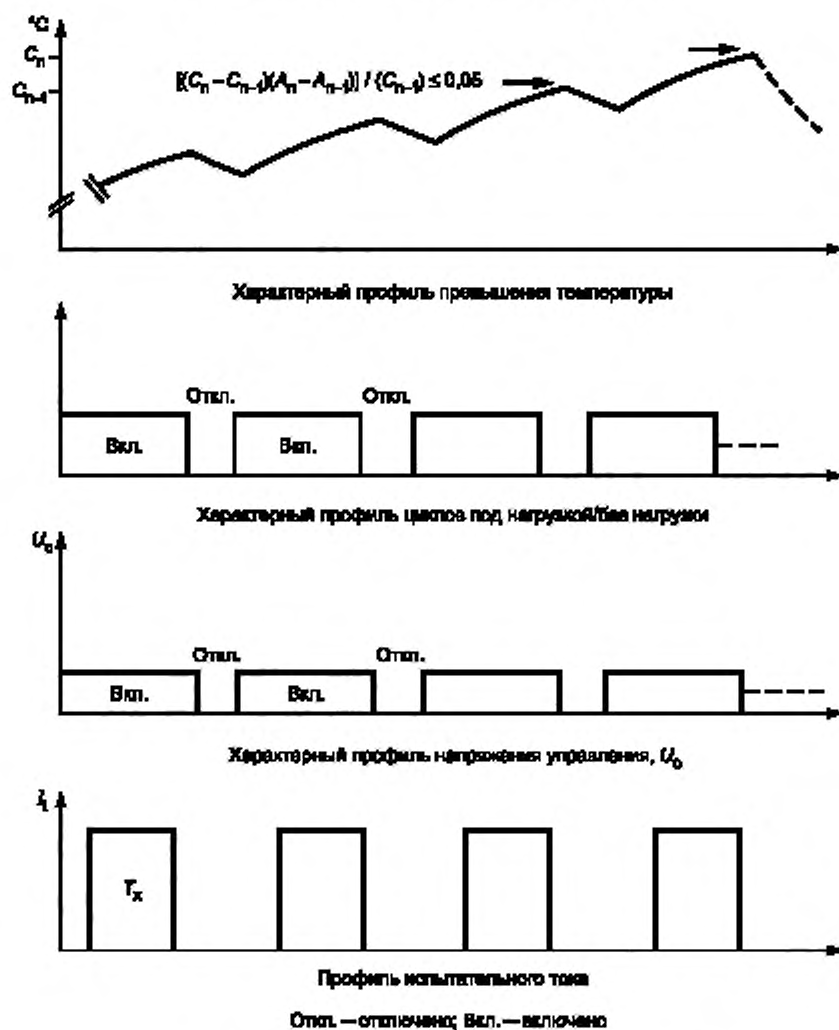 °C
Cₙ
Cₙ₋₁
[(Cₙ – Cₙ₋₁)(Aₙ – Aₙ₋₁)] / (Cₙ₋₁) ≤ 0,05
Характерный профиль превышения температуры
Откл. Откл.
Вкл. Вкл.
Характерный профиль циклов под нагрузкой/без нагрузки
U_c
Откл. Откл.
Вкл. Вкл.
Характерный профиль напряжения управления, U_c
Tₓ
Профиль испытательного тока
Откл. — отключено; Вкл. — включено